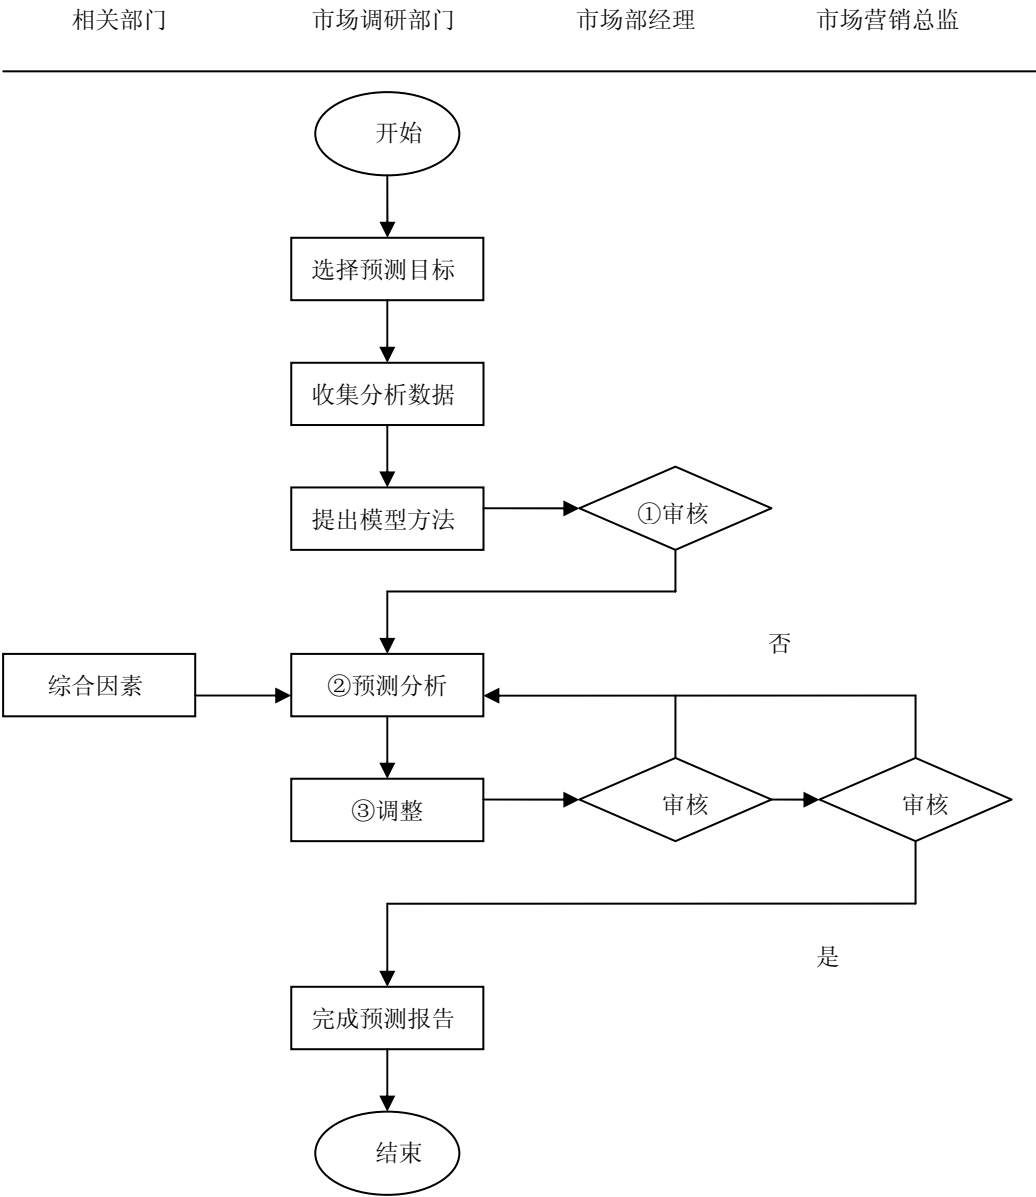 相关部门 市场调研部门 市场部经理 市场营销总监
开始
选择预测目标
收集分析数据
提出模型方法 ①审核
否
综合因素 ②预测分析
③调整 审核 审核
是
完成预测报告
结束